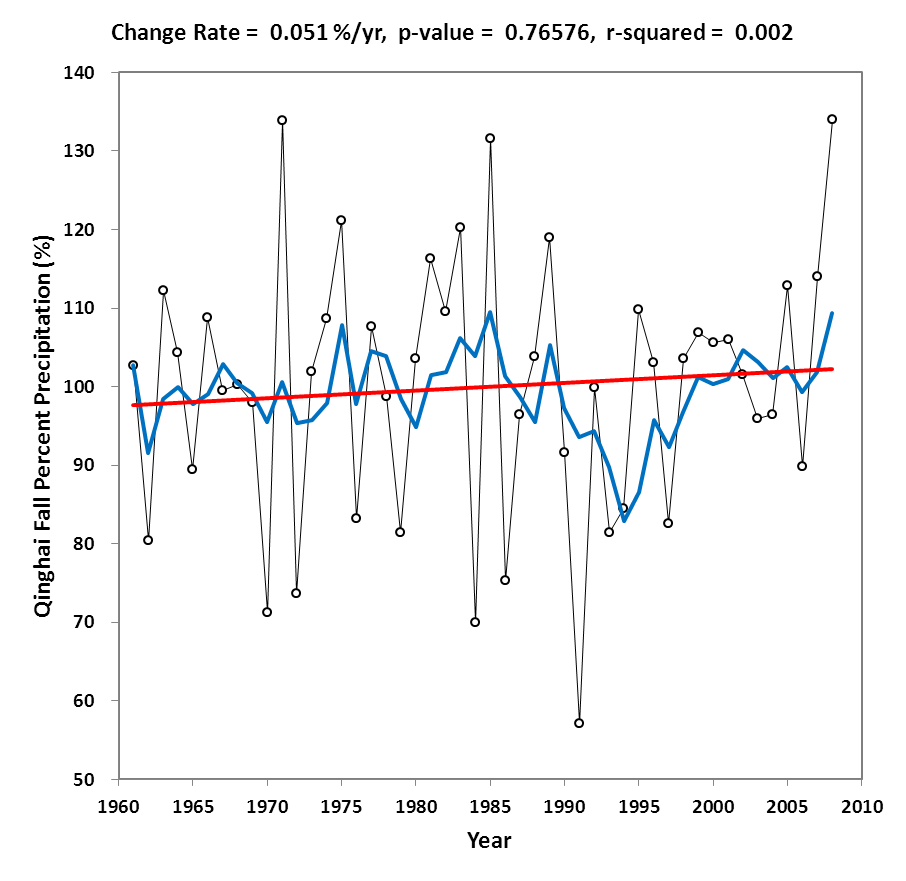 Change Rate = 0.051 %/yr, p-value = 0.76576, r-squared = 0.002
140
130
120
110
100
90
80
70
60
50
Qinghai Fall Percent Precipitation (%)
1960 1965 1970 1975 1980 1985 1990 1995 2000 2005 2010
Year